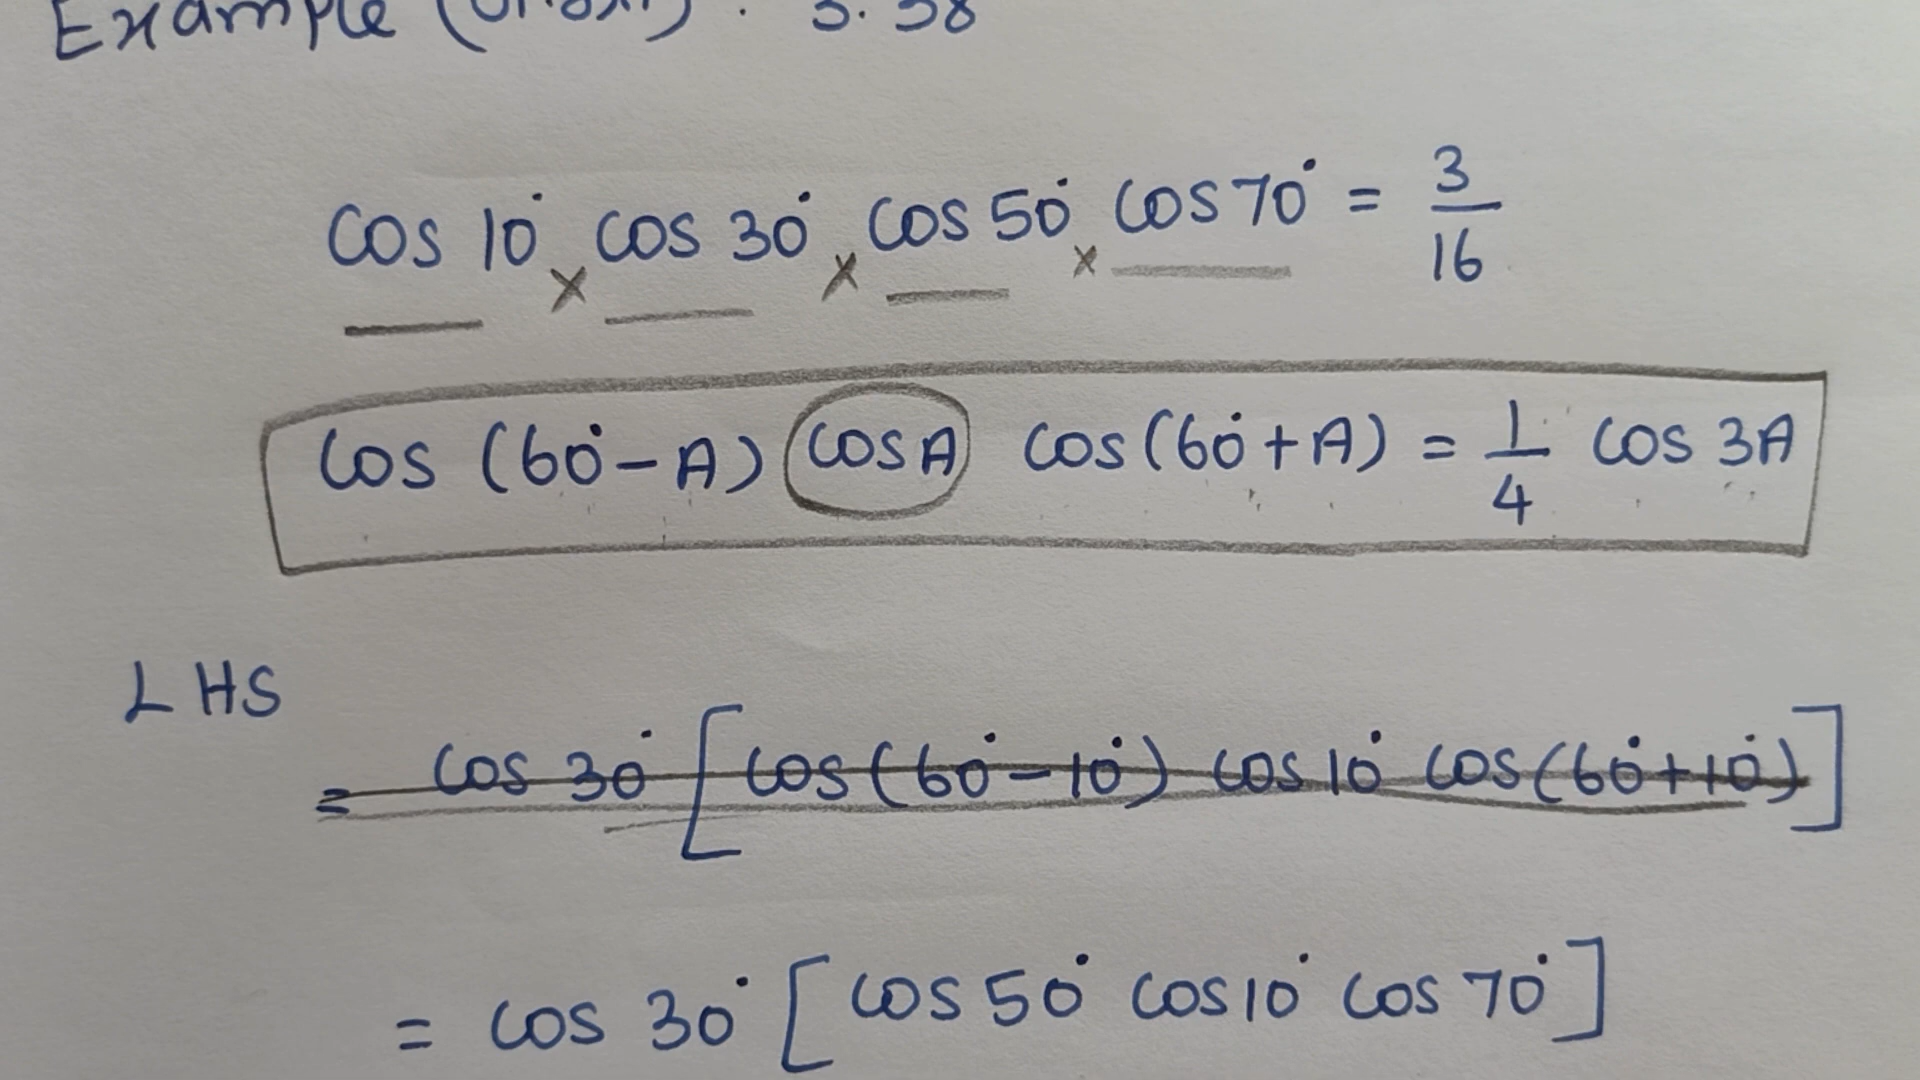 Example 3.38
cos 10° × cos 30° × cos 50° × cos 70° = 3/16
cos (60° - A) cos A cos (60° + A) = 1/4 cos 3A
LHS
= cos 30° [cos (60° - 10°) cos 10° cos (60° + 10°)]
= cos 30° [cos 50° cos 10° cos 70°]